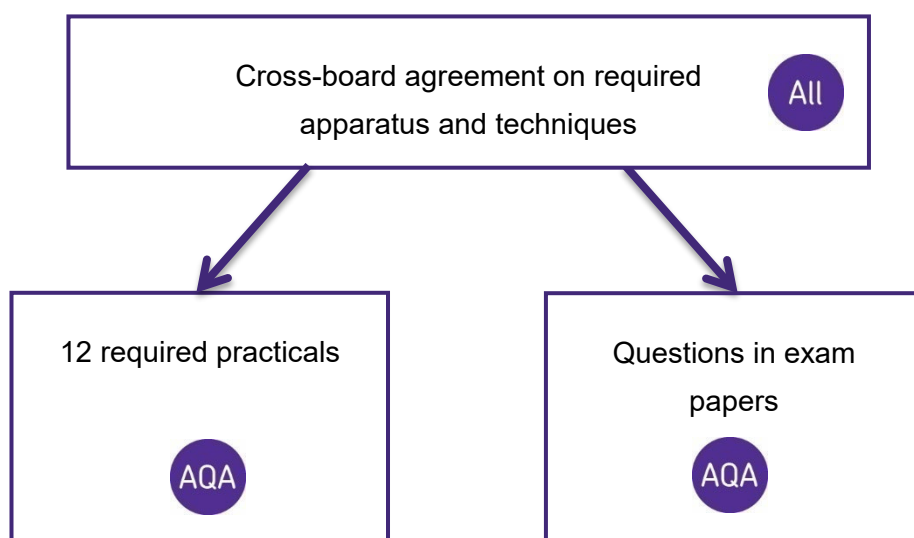 Cross-board agreement on required
apparatus and techniques
All
12 required practicals
AQA
Questions in exam
papers
AQA